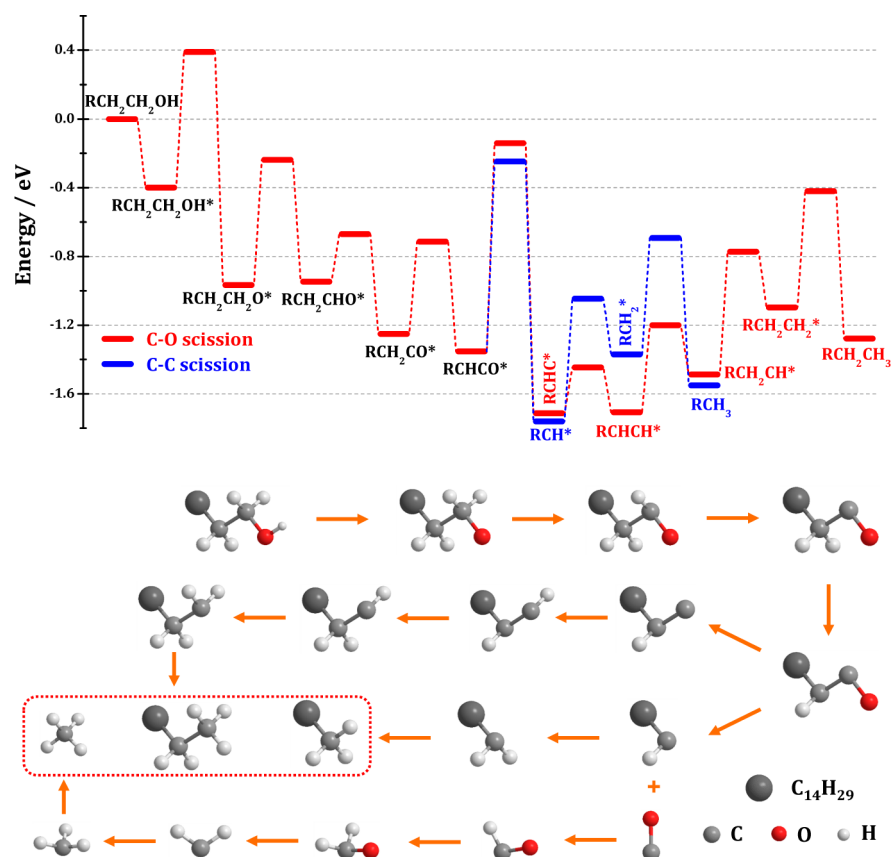 0.4
RCH₂CH₂OH
0.0
-0.4
RCH₂CH₂OH*
Energy / eV
-0.8
RCH₂CH₂O*
RCH₂CHO*
RCH₂*
RCH₂CH₂*
-1.2
C-O scission
RCH₂CO*
RCHCO*
RCH₂CH₃
C-C scission
RCHC*
RCH₂CH*
-1.6
RCH*
RCHCH*
RCH₃
+
C₁₄H₂₉
C
O
H